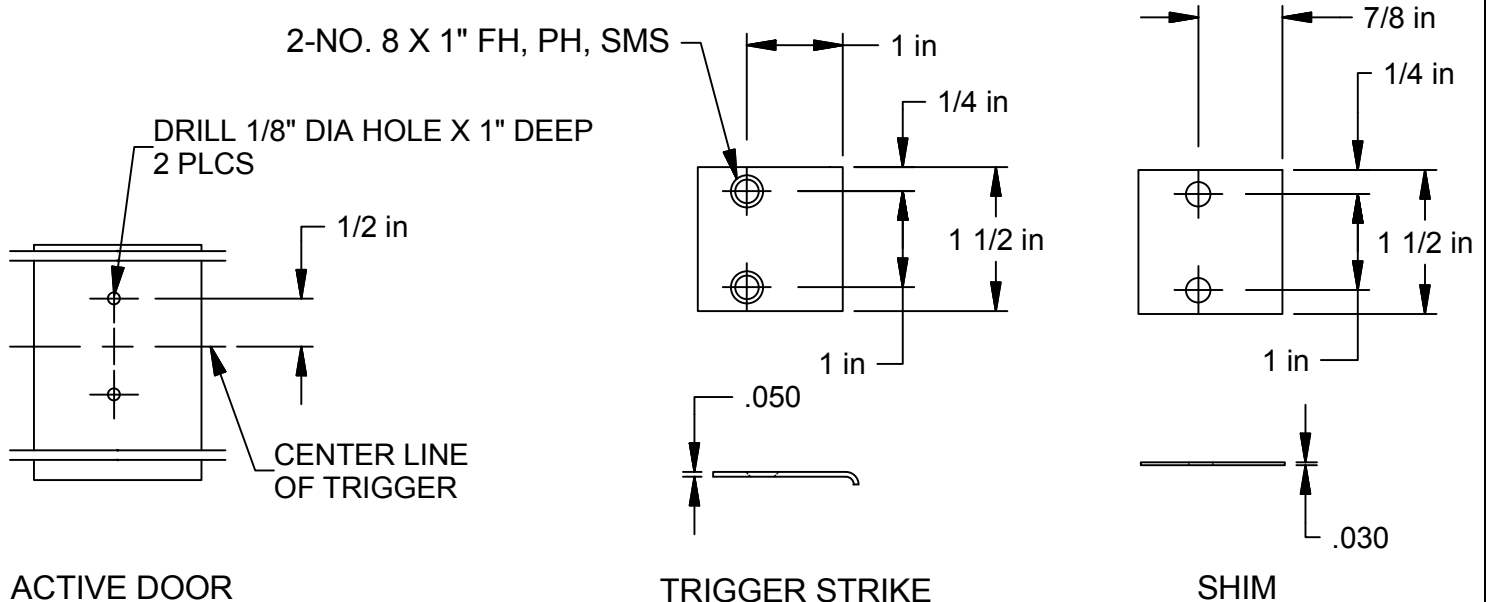 2-NO. 8 X 1" FH, PH, SMS
DRILL 1/8" DIA HOLE X 1" DEEP
2 PLCS
1/2 in
CENTER LINE
OF TRIGGER
ACTIVE DOOR
1 in
1/4 in
1 1/2 in
1 in
.050
TRIGGER STRIKE
7/8 in
1/4 in
1 1/2 in
1 in
.030
SHIM